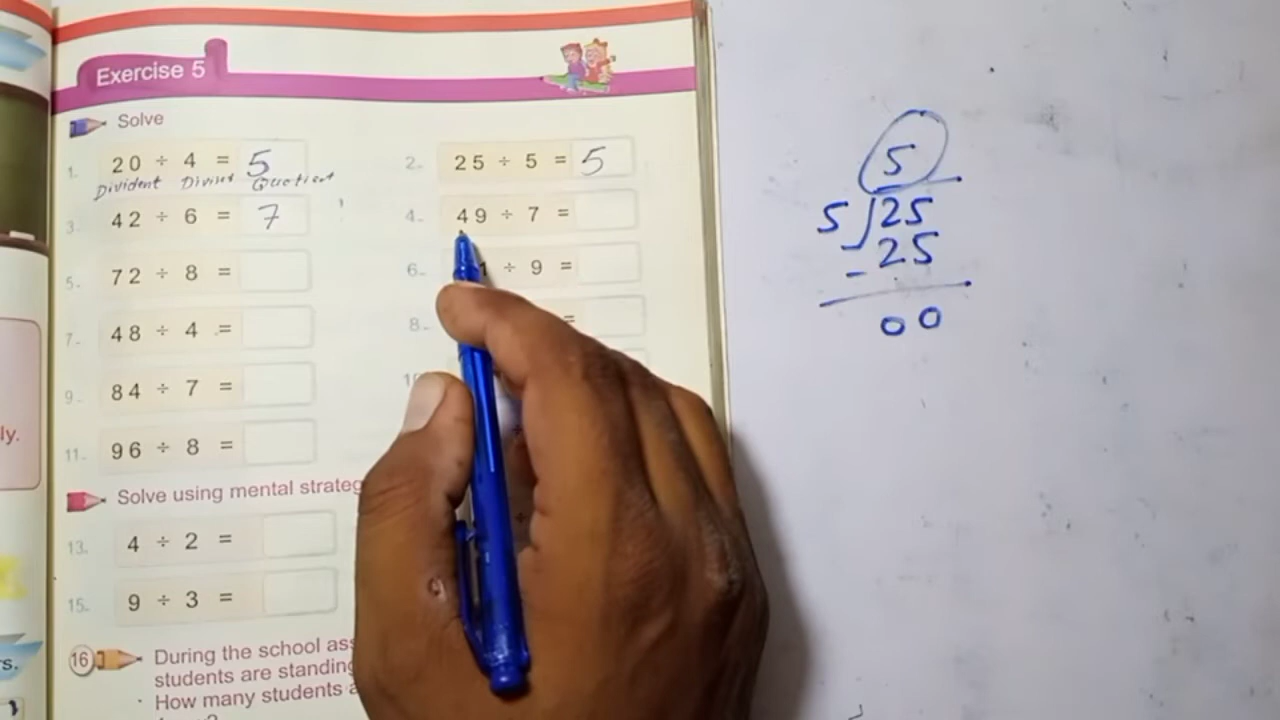 Exercise 5
Solve
1. 20 ÷ 4 = 5
Divident Divisor Quotient
2. 25 ÷ 5 = 5
3. 42 ÷ 6 = 7
4. 49 ÷ 7 =
5. 72 ÷ 8 =
6. 1 ÷ 9 =
7. 48 ÷ 4 =
8. =
9. 84 ÷ 7 =
10
11. 96 ÷ 8 =
Solve using mental strateg
13. 4 ÷ 2 =
15. 9 ÷ 3 =
16 During the school ass
students are standing
How many students a
ly.
rs.
5
5 25
- 25
00